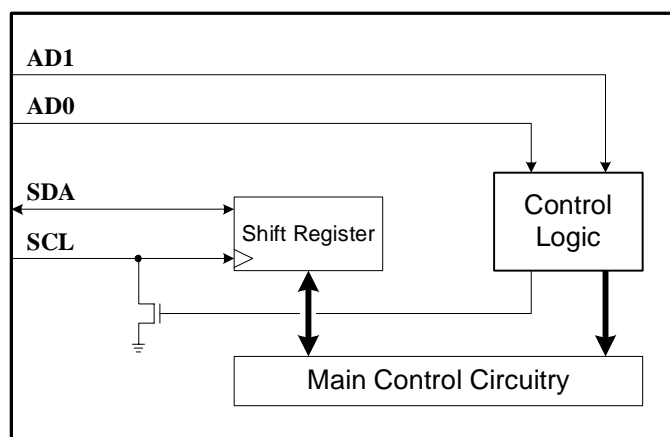 AD1
AD0
SDA
SCL
Shift Register
Control
Logic
Main Control Circuitry